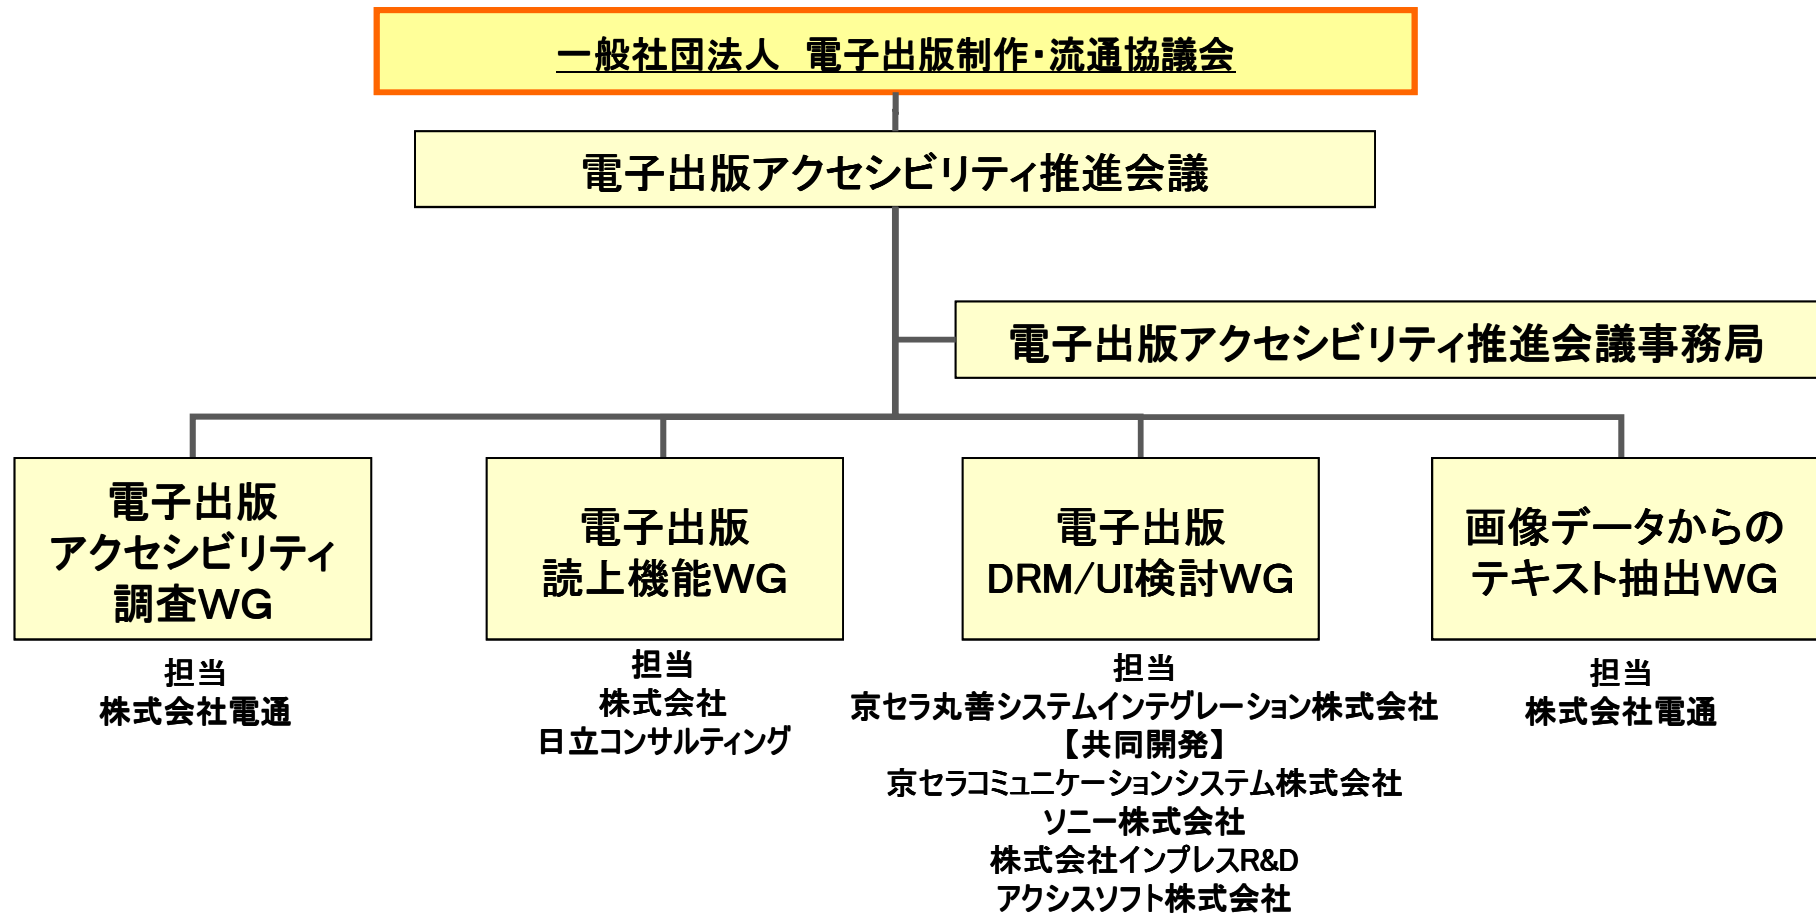 一般社団法人　電子出版制作・流通協議会
電子出版アクセシビリティ推進会議
電子出版アクセシビリティ推進会議事務局
電子出版
アクセシビリティ
調査WG
担当
株式会社電通
電子出版
読上機能WG
担当
株式会社
日立コンサルティング
電子出版
DRM/UI検討WG
担当
京セラ丸善システムインテグレーション株式会社
【共同開発】
京セラコミュニケーションシステム株式会社
ソニー株式会社
株式会社インプレスR&D
アクシスソフト株式会社
画像データからの
テキスト抽出WG
担当
株式会社電通